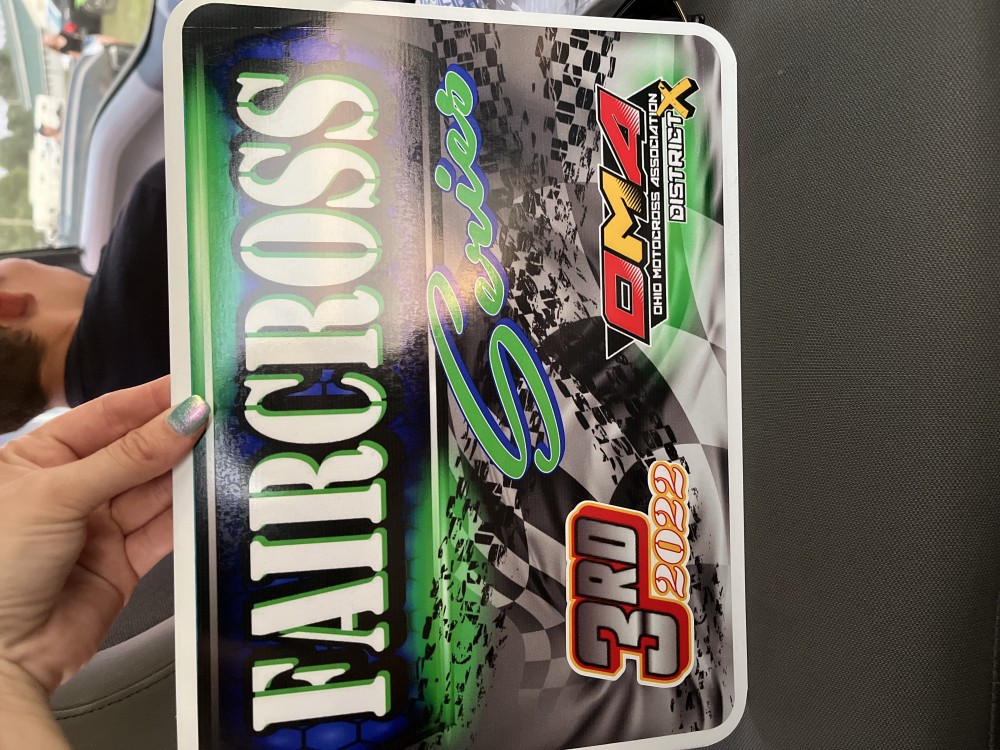 FAIRCROSS
Series
3RD
2022
OMA
OHIO MOTOCROSS ASSOCIATION
DISTRICT X